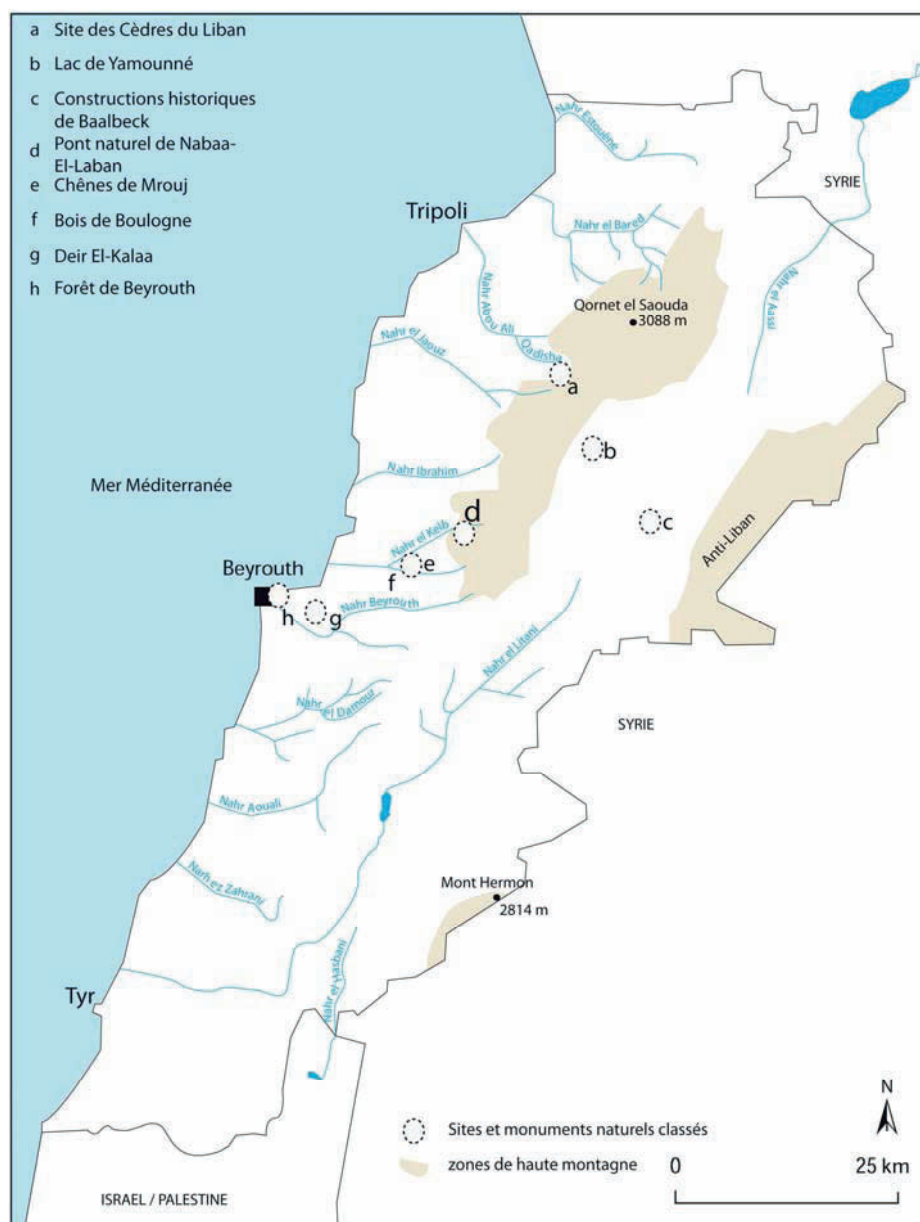 a Site des Cèdres du Liban
b Lac de Yamounné
c Constructions historiques
de Baalbeck
d Pont naturel de Nabaa-
El-Laban
e Chênes de Mrouj
f Bois de Boulogne
g Deir El-Kalaa
h Forêt de Beyrouth
Nahr Estouène
SYRIE
Tripoli
Nahr el Bared
Nahr el Aassi
Nahr Abou Ali
Qornet el Saouda
3088 m
Nahr el Jaouz
Qadisha
a
b
Nahr Ibrahim
Mer Méditerranée
d
c
Nahr el Kelb
Anti-Liban
Beyrouth
f
e
h
g
Nahr Beyrouth
Nahr el Litani
Nahr
el Damour
SYRIE
Nahr Aouali
Narh ez Zahrani
Mont Hermon
2814 m
Nahr el Hasbani
Tyr
N
Sites et monuments naturels classés
zones de haute montagne
0
25 km
ISRAEL / PALESTINE